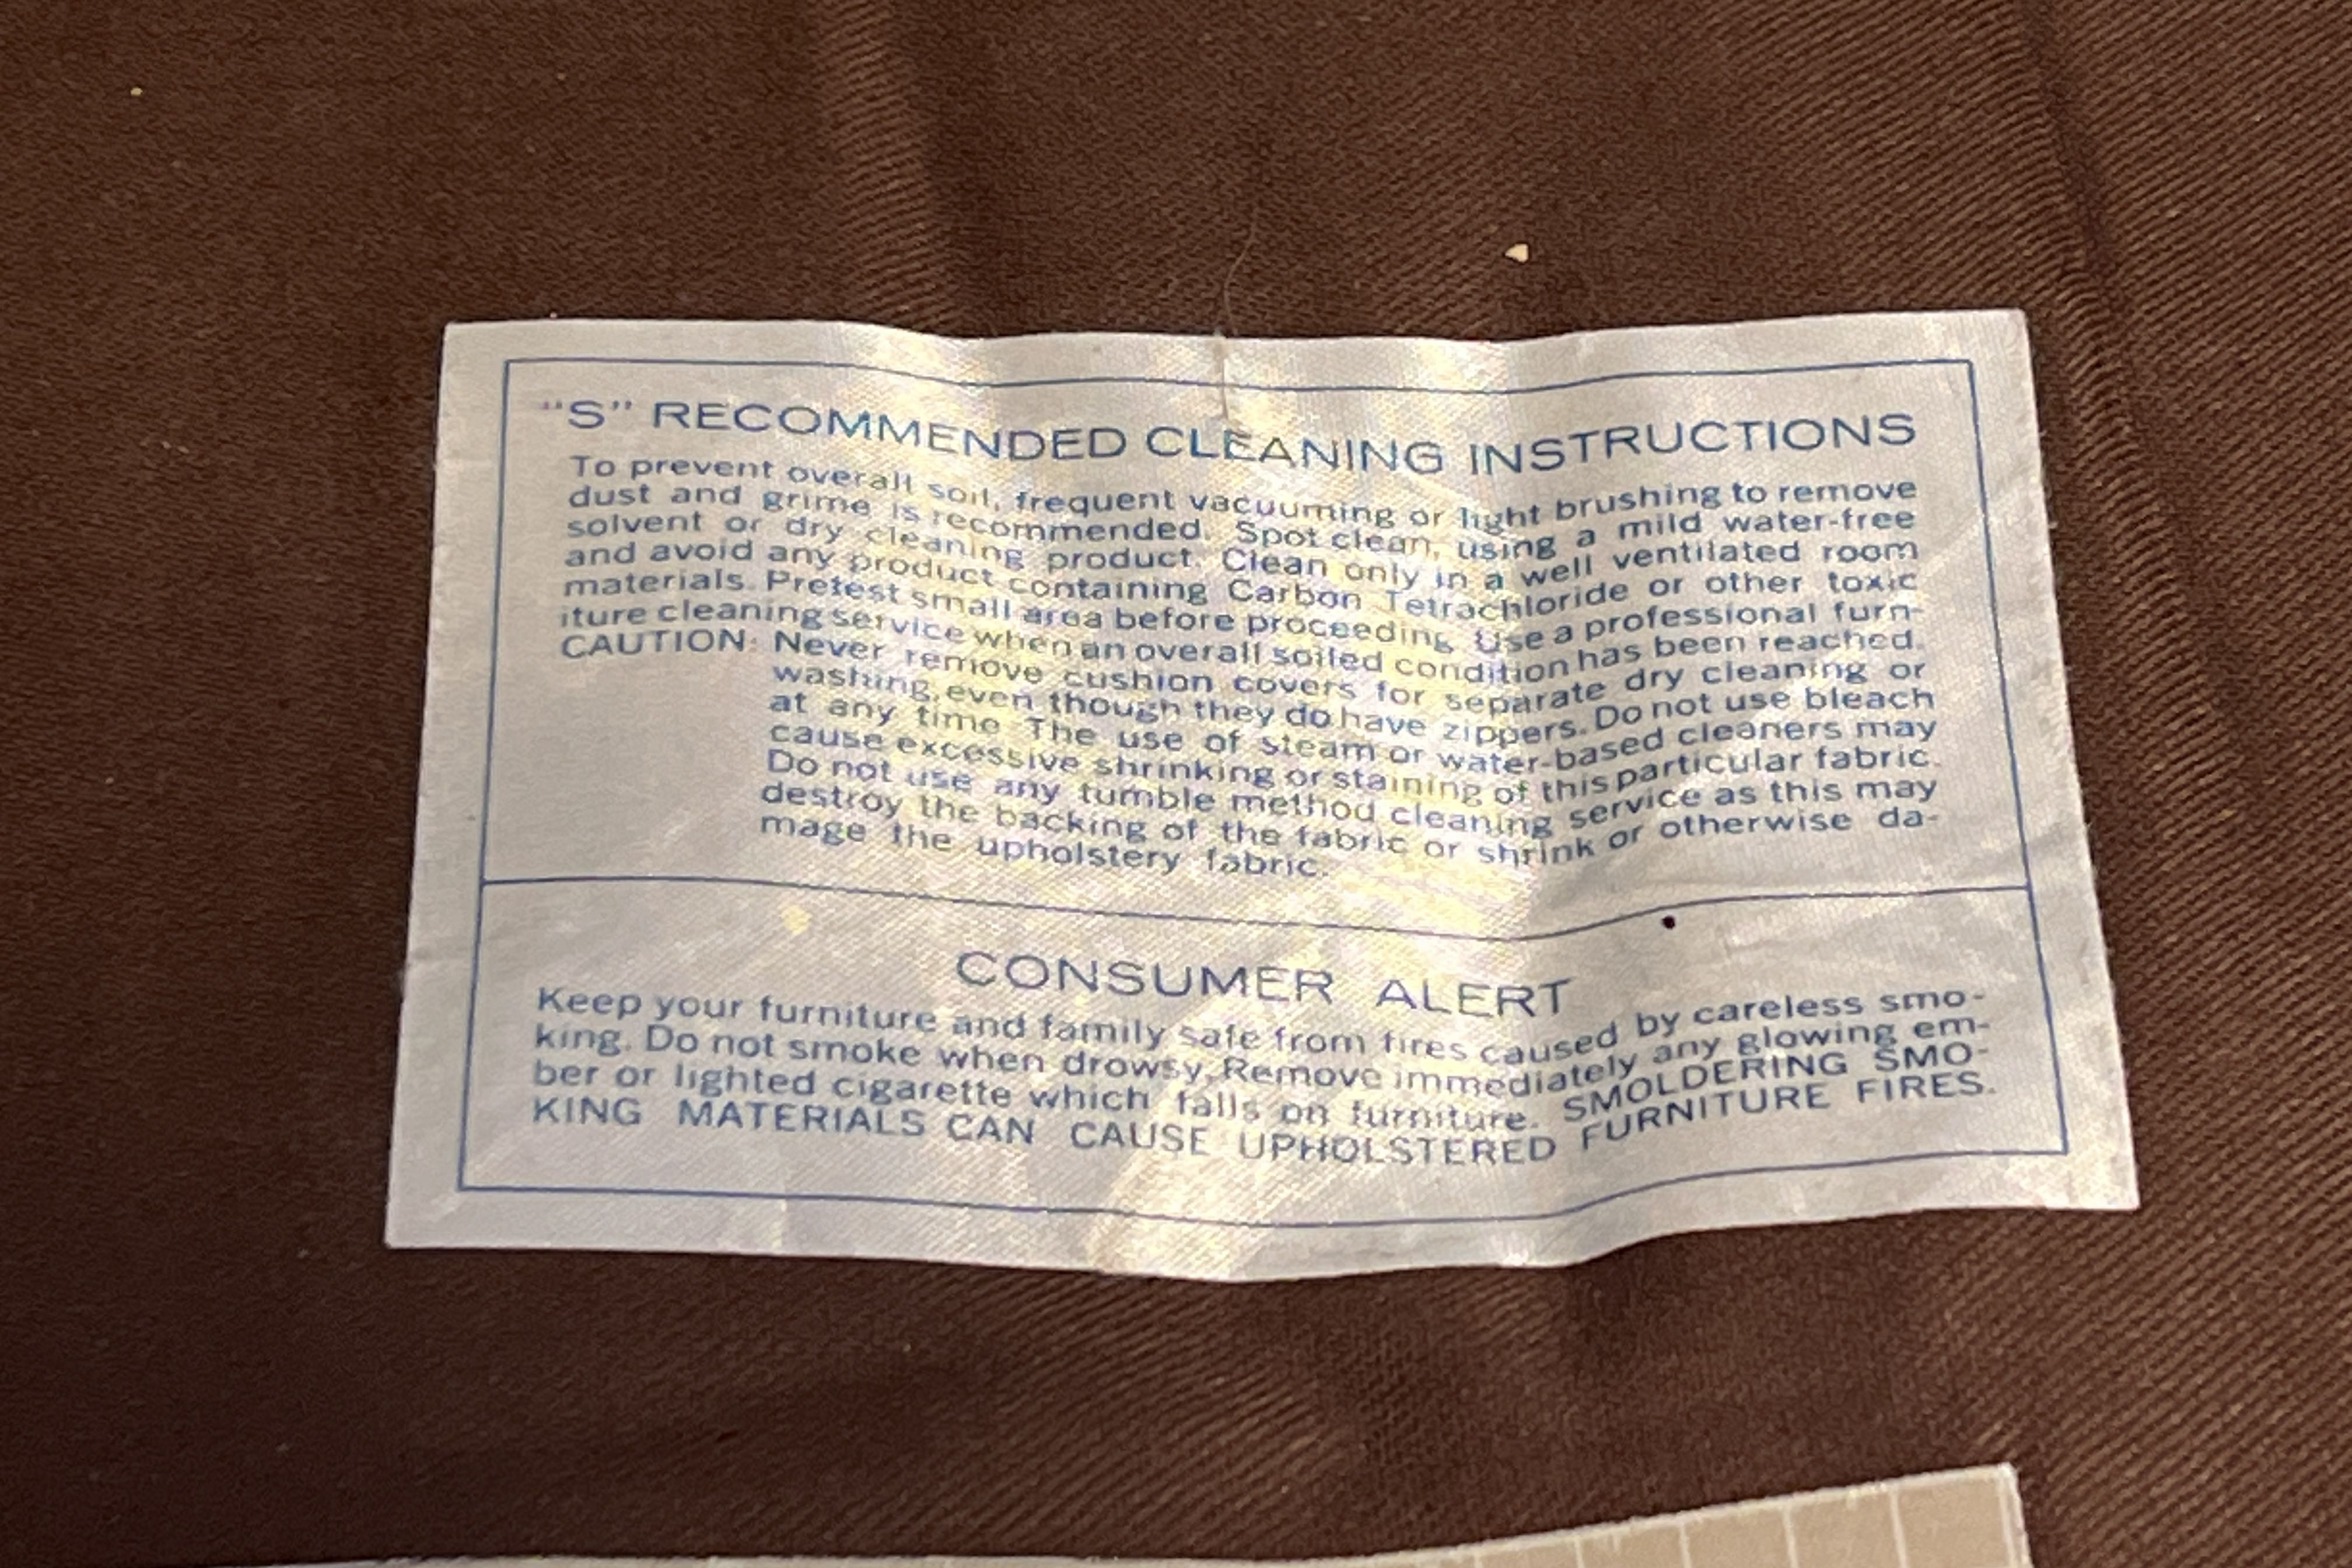 “S” RECOMMENDED CLEANING INSTRUCTIONS
To prevent overall soil, frequent vacuuming or light brushing to remove
dust and grime is recommended. Spot clean, using a mild water-free
solvent or dry cleaning product. Clean only in a well ventilated room
and avoid any product containing Carbon Tetrachloride or other toxic
materials. Pretest small area before proceeding. Use a professional furn-
iture cleaning service when an overall soiled condition has been reached.
CAUTION: Never remove cushion covers for separate dry cleaning or
washing, even though they do have zippers. Do not use bleach
at any time. The use of steam or water-based cleaners may
cause excessive shrinking or staining of this particular fabric.
Do not use any tumble method cleaning service as this may
destroy the backing of the fabric or shrink or otherwise da-
mage the upholstery fabric.
CONSUMER ALERT
Keep your furniture and family safe from fires caused by careless smo-
king. Do not smoke when drowsy. Remove immediately any glowing em-
ber or lighted cigarette which falls on furniture. SMOLDERING SMO-
KING MATERIALS CAN CAUSE UPHOLSTERED FURNITURE FIRES.